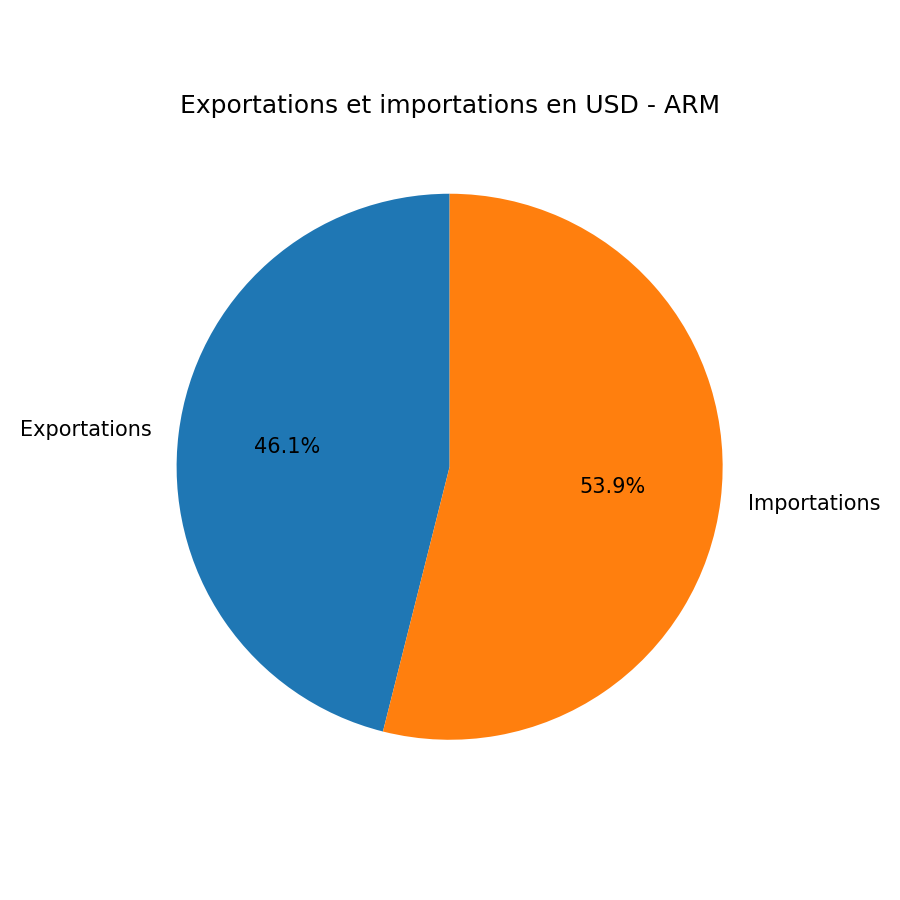 Exportations et importations en USD - ARM
Exportations
46.1%
53.9%
Importations